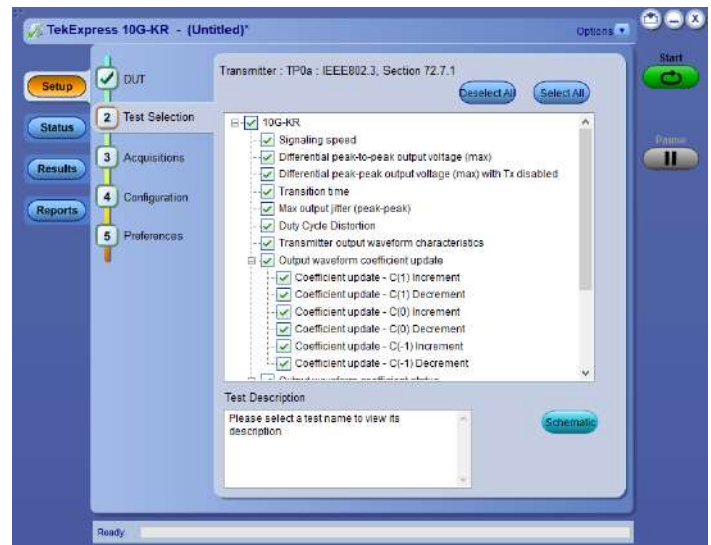 TekExpress 10G-KR - (Untitled)*
Options
Start
Setup
Status
Results
Reports
DUT
2 Test Selection
3 Acquisitions
4 Configuration
5 Preferences
Transmitter : TP0a : IEEE802.3, Section 72.7.1
Deselect All
Select All
10G-KR
Signaling speed
Differential peak-to-peak output voltage (max)
Differential peak-peak output voltage (max) with Tx disabled
Transition time
Max output jitter (peak-peak)
Duty Cycle Distortion
Transmitter output waveform characteristics
Output waveform coefficient update
Coefficient update - C(1) Increment
Coefficient update - C(1) Decrement
Coefficient update - C(0) Increment
Coefficient update - C(0) Decrement
Coefficient update - C(-1) Increment
Coefficient update - C(-1) Decrement
Output waveform coefficient status
Test Description
Please select a test name to view its
description
Schematic
Pause
Ready